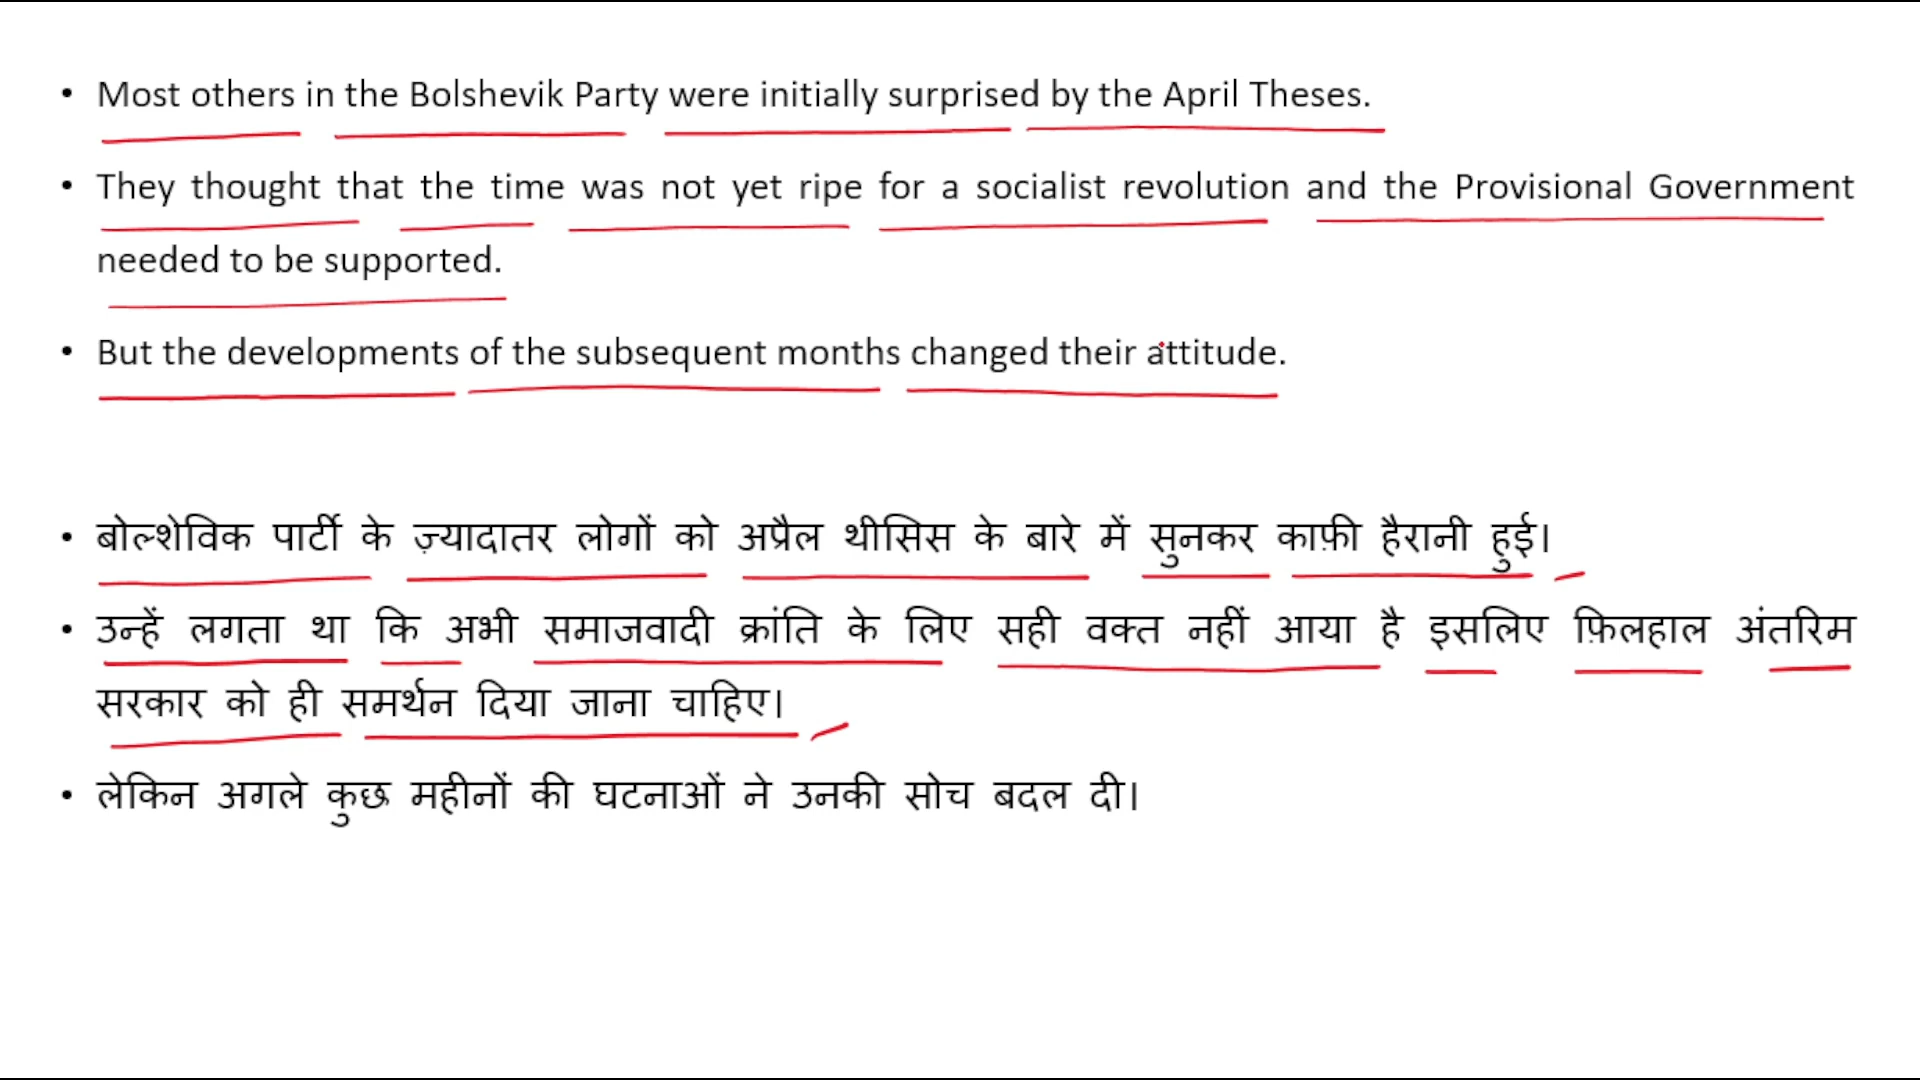 • Most others in the Bolshevik Party were initially surprised by the April Theses.
• They thought that the time was not yet ripe for a socialist revolution and the Provisional Government
needed to be supported.
• But the developments of the subsequent months changed their attitude.
• बोल्शेविक पार्टी के ज़्यादातर लोगों को अप्रैल थीसिस के बारे में सुनकर काफ़ी हैरानी हुई।
• उन्हें लगता था कि अभी समाजवादी क्रांति के लिए सही वक्त नहीं आया है इसलिए फ़िलहाल अंतरिम
सरकार को ही समर्थन दिया जाना चाहिए।
• लेकिन अगले कुछ महीनों की घटनाओं ने उनकी सोच बदल दी।